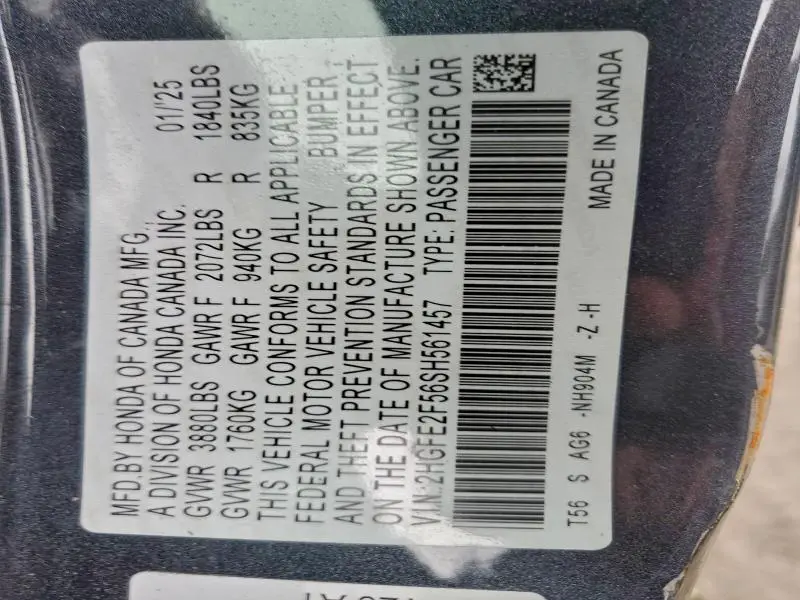 MFD.BY HONDA OF CANADA MFG., 01/'25
A DIVISION OF HONDA CANADA INC.
GVWR 3880LBS GAWR F 2072LBS R 1840LBS
GVWR 1760KG GAWR F 940KG R 835KG
THIS VEHICLE CONFORMS TO ALL APPLICABLE
FEDERAL MOTOR VEHICLE SAFETY BUMPER,
AND THEFT PREVENTION STANDARDS IN EFFECT
ON THE DATE OF MANUFACTURE SHOWN ABOVE.
V.I.N:2HGFE2F56SH561457 TYPE: PASSENGER CAR
T56 S AG6 -NH904M -Z -H MADE IN CANADA